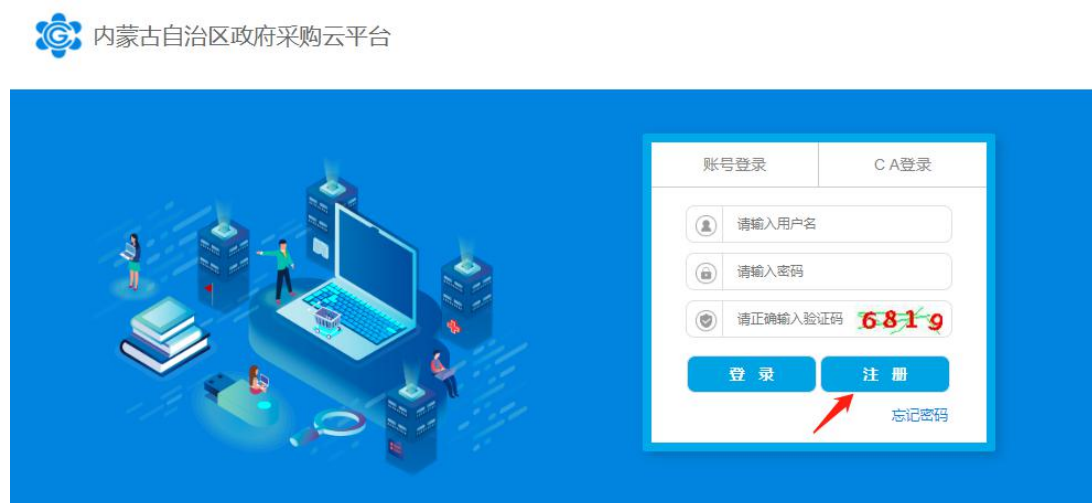 内蒙古自治区政府采购云平台
账号登录
C A登录
请输入用户名
请输入密码
请正确输入验证码
6819
登 录
注 册
忘记密码